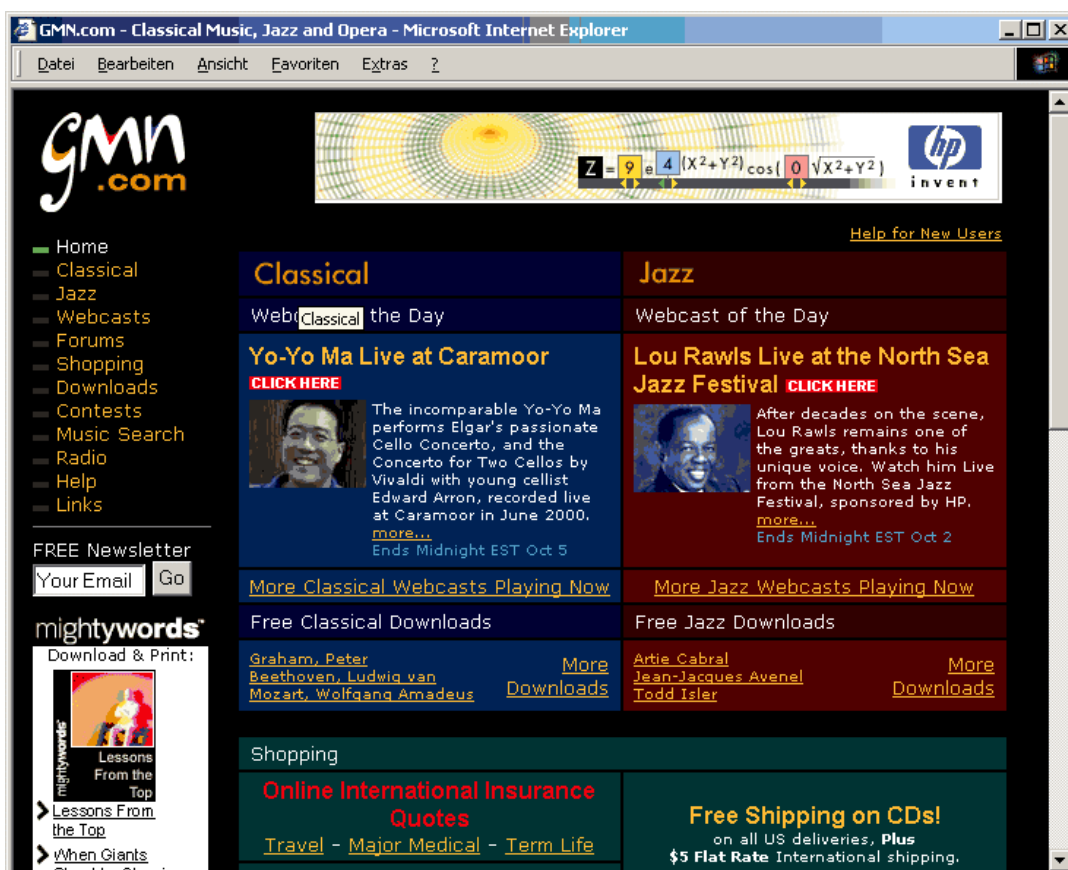 GMN.com - Classical Music, Jazz and Opera - Microsoft Internet Explorer
Datei Bearbeiten Ansicht Favoriten Extras ?
GMN
.com
Z = 9 e 4 (X²+Y²) cos( 0 √X²+Y² )
hp
invent
Help for New Users
Home
Classical
Jazz
Webcasts
Forums
Shopping
Downloads
Contests
Music Search
Radio
Help
Links
FREE Newsletter
Your Email Go
mightywords
Download & Print:
mightywords
Lessons
From the
Top
Lessons From
the Top
When Giants
Classical
Classical the Day
Yo-Yo Ma Live at Caramoor
CLICK HERE
The incomparable Yo-Yo Ma
performs Elgar's passionate
Cello Concerto, and the
Concerto for Two Cellos by
Vivaldi with young cellist
Edward Arron, recorded live
at Caramoor in June 2000.
more...
Ends Midnight EST Oct 5
More Classical Webcasts Playing Now
Free Classical Downloads
Graham, Peter
Beethoven, Ludwig van
Mozart, Wolfgang Amadeus
More
Downloads
Jazz
Webcast of the Day
Lou Rawls Live at the North Sea
Jazz Festival CLICK HERE
After decades on the scene,
Lou Rawls remains one of
the greats, thanks to his
unique voice. Watch him Live
from the North Sea Jazz
Festival, sponsored by HP.
more...
Ends Midnight EST Oct 2
More Jazz Webcasts Playing Now
Free Jazz Downloads
Artie Cabral
Jean-Jacques Avenel
Todd Isler
More
Downloads
Shopping
Online International Insurance
Quotes
Travel - Major Medical - Term Life
Free Shipping on CDs!
on all US deliveries, Plus
$5 Flat Rate International shipping.